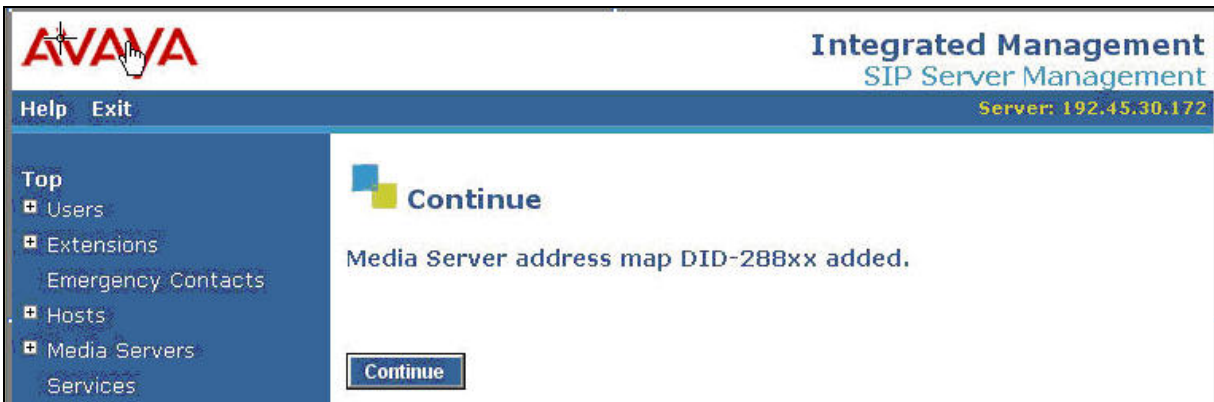 AVAYA
Integrated Management
SIP Server Management
Help Exit
Server: 192.45.30.172
Top
Users
Extensions
Emergency Contacts
Hosts
Media Servers
Services
Continue
Media Server address map DID-288xx added.
Continue